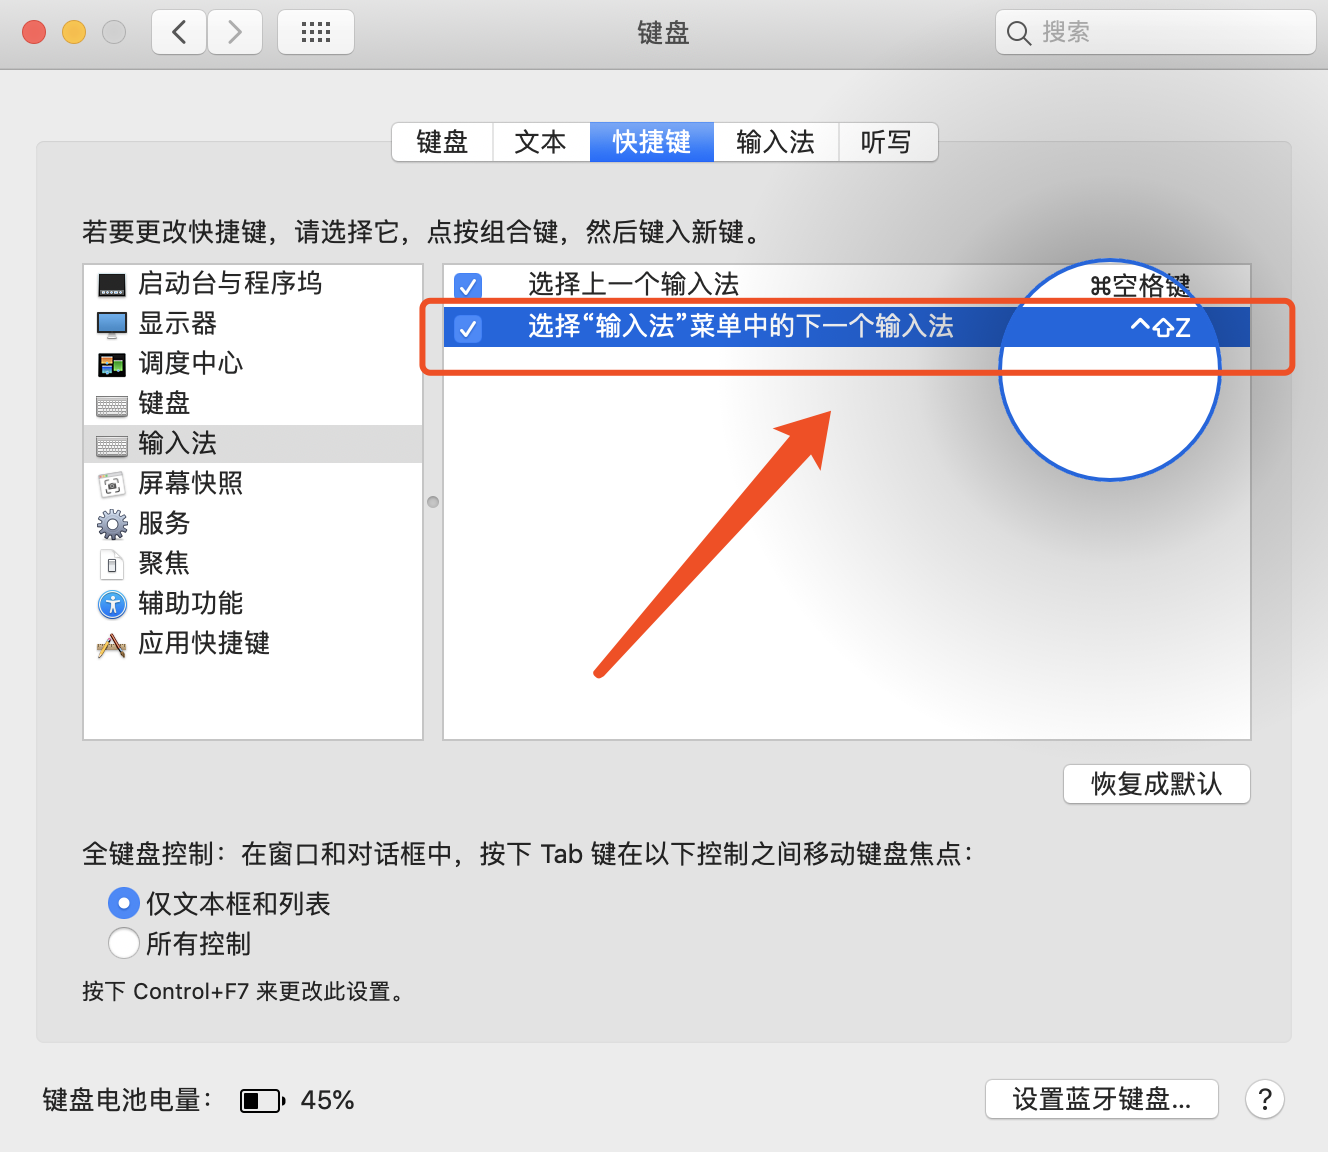 键盘
搜索
键盘 文本 快捷键 输入法 听写
若要更改快捷键，请选择它，点按组合键，然后键入新键。
启动台与程序坞
显示器
调度中心
键盘
输入法
屏幕快照
服务
聚焦
辅助功能
应用快捷键
选择上一个输入法 ⌘空格键
选择“输入法”菜单中的下一个输入法 ^⇧Z
恢复成默认
全键盘控制：在窗口和对话框中，按下 Tab 键在以下控制之间移动键盘焦点：
仅文本框和列表
所有控制
按下 Control+F7 来更改此设置。
键盘电池电量： 45%
设置蓝牙键盘... ?